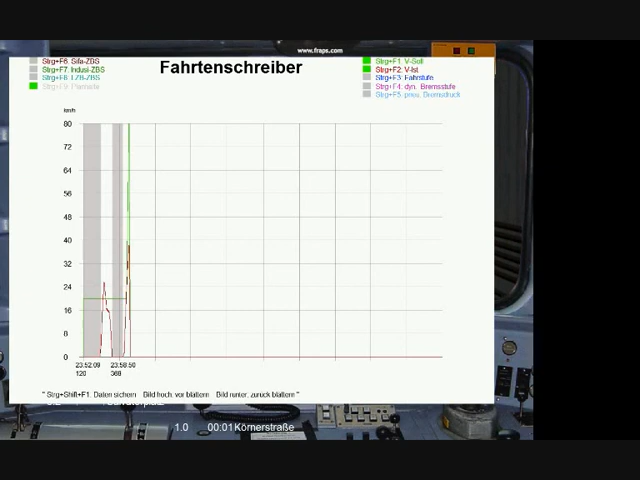 www.fraps.com
Strg+F6: Sifa-ZBS
Strg+F7: Indusi-ZBS
Strg+F8: LZB-ZBS
Fahrtenschreiber
Strg+F1: V-Soll
Strg+F2: V-Ist
Strg+F3: Fahrstufe
Strg+F4: dyn. Bremsstufe
Strg+F5: pneu. Bremsdruck
km/h
80
72
64
56
48
40
32
24
16
8
0
23.52.09 23.58.50
120 368
" Strg+Shift+F1: Daten sichern Bild hoch: vor blättern Bild runter: zurück blättern "
1.0 00:01 Körnerstraße